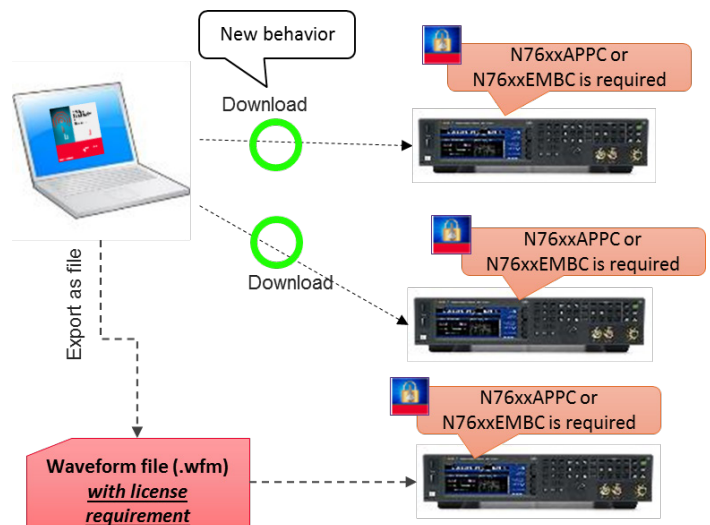 New behavior
Download
N76xxAPPC or
N76xxEMBC is required
Download
N76xxAPPC or
N76xxEMBC is required
Export as file
N76xxAPPC or
N76xxEMBC is required
Waveform file (.wfm)
with license
requirement